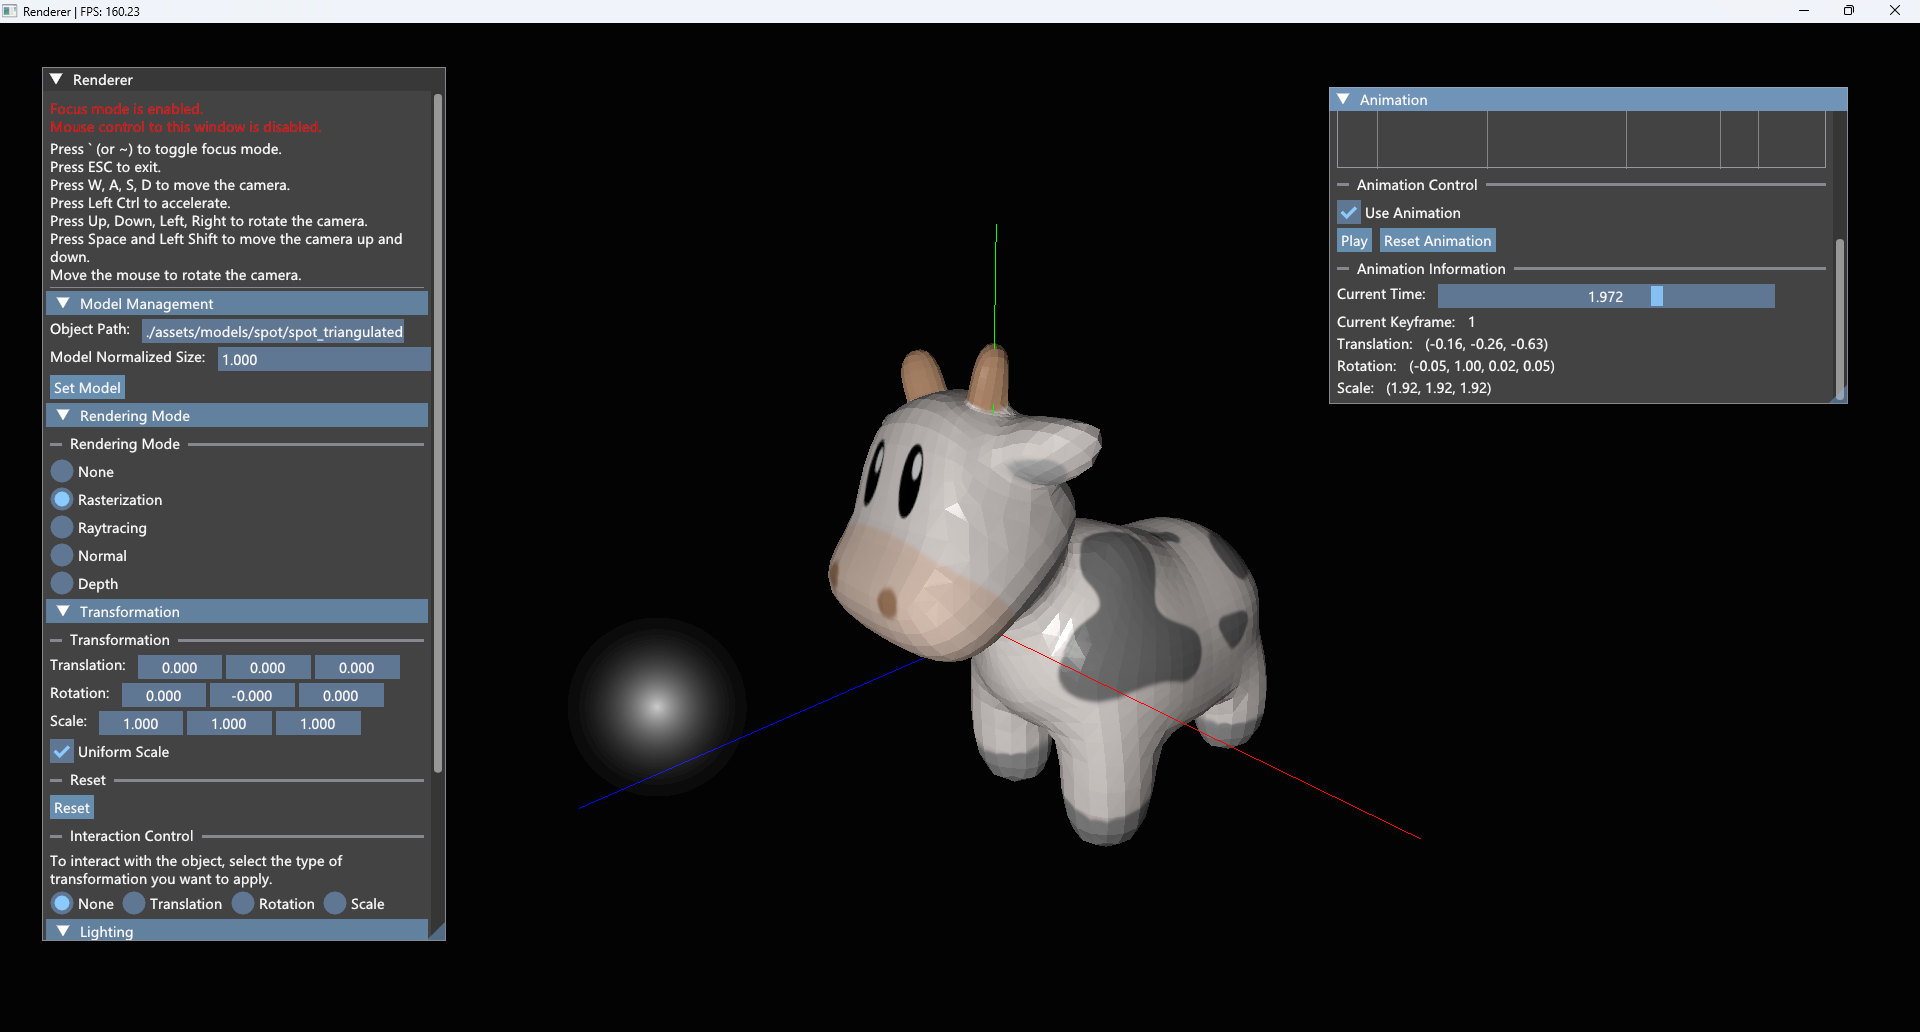 Renderer | FPS: 160.23
Renderer
Focus mode is enabled.
Mouse control to this window is disabled.
Press ` (or ~) to toggle focus mode.
Press ESC to exit.
Press W, A, S, D to move the camera.
Press Left Ctrl to accelerate.
Press Up, Down, Left, Right to rotate the camera.
Press Space and Left Shift to move the camera up and
down.
Move the mouse to rotate the camera.
Model Management
Object Path: ./assets/models/spot/spot_triangulated
Model Normalized Size: 1.000
Set Model
Rendering Mode
Rendering Mode
None
Rasterization
Raytracing
Normal
Depth
Transformation
Transformation
Translation: 0.000 0.000 0.000
Rotation: 0.000 -0.000 0.000
Scale: 1.000 1.000 1.000
Uniform Scale
Reset
Reset
Interaction Control
To interact with the object, select the type of
transformation you want to apply.
None Translation Rotation Scale
Lighting
Animation
Animation Control
Use Animation
Play Reset Animation
Animation Information
Current Time: 1.972
Current Keyframe: 1
Translation: (-0.16, -0.26, -0.63)
Rotation: (-0.05, 1.00, 0.02, 0.05)
Scale: (1.92, 1.92, 1.92)